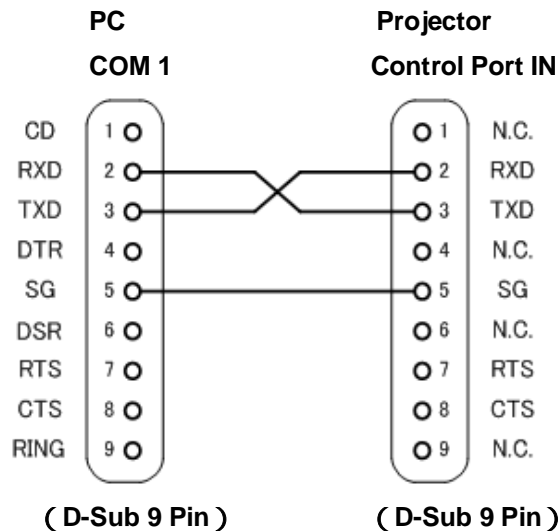 PC Projector
COM 1 Control Port IN
CD 1 1 N.C.
RXD 2 2 RXD
TXD 3 3 TXD
DTR 4 4 N.C.
SG 5 5 SG
DSR 6 6 N.C.
RTS 7 7 RTS
CTS 8 8 CTS
RING 9 9 N.C.
（D-Sub 9 Pin） （D-Sub 9 Pin）